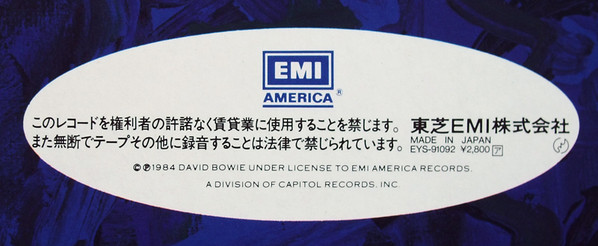 EMI
AMERICA®
このレコードを権利者の許諾なく賃貸業に使用することを禁じます。
また無断でテープその他に録音することは法律で禁じられています。
東芝EMI株式会社
MADE IN JAPAN
EYS-91092 ¥2,800 ア
©℗1984 DAVID BOWIE UNDER LICENSE TO EMI AMERICA RECORDS.
A DIVISION OF CAPITOL RECORDS, INC.